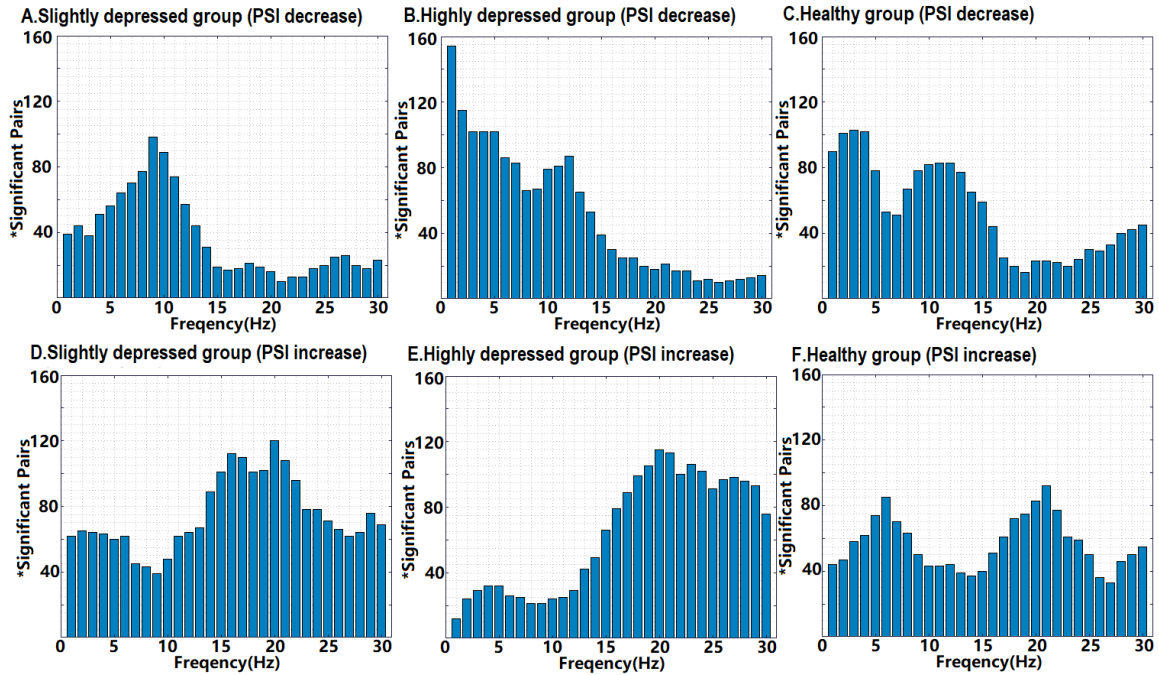 A.Slightly depressed group (PSI decrease)
160
120
80
40
*Significant Pairs
0 5 10 15 20 25 30
Freqency(Hz)
B.Highly depressed group (PSI decrease)
160
120
80
40
*Significant Pairs
0 5 10 15 20 25 30
Freqency(Hz)
C.Healthy group (PSI decrease)
160
120
80
40
*Significant Pairs
0 5 10 15 20 25 30
Freqency(Hz)
D.Slightly depressed group (PSI increase)
160
120
80
40
*Significant Pairs
0 5 10 15 20 25 30
Freqency(Hz)
E.Highly depressed group (PSI increase)
160
120
80
40
*Significant Pairs
0 5 10 15 20 25 30
Freqency(Hz)
F.Healthy group (PSI increase)
160
120
80
40
*Significant Pairs
0 5 10 15 20 25 30
Freqency(Hz)